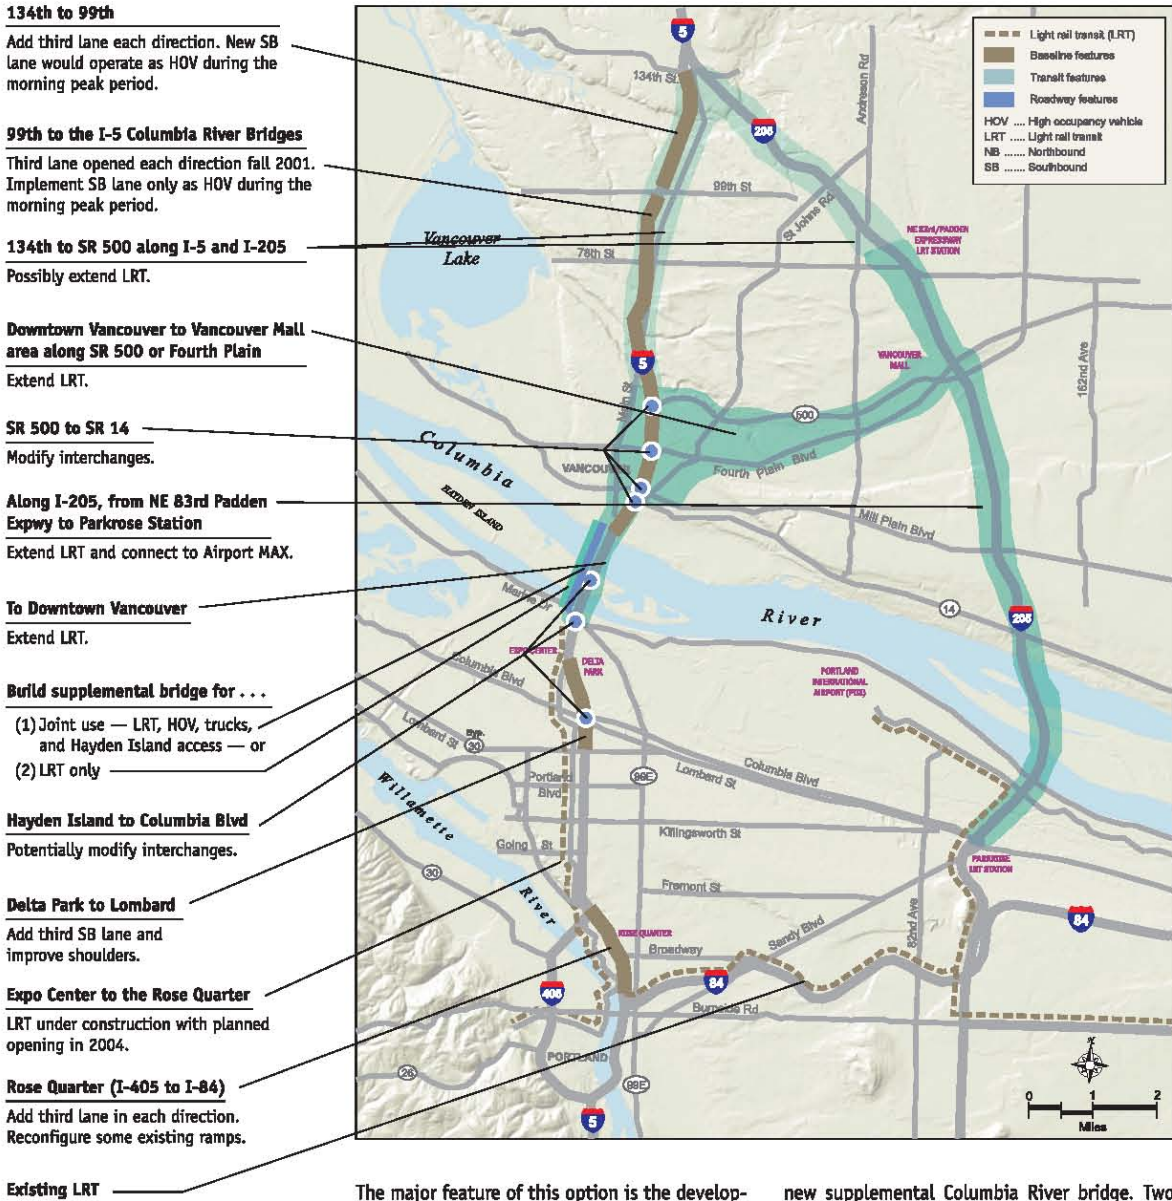 134th to 99th
Add third lane each direction. New SB
lane would operate as HOV during the
morning peak period.
99th to the I-5 Columbia River Bridges
Third lane opened each direction fall 2001.
Implement SB lane only as HOV during the
morning peak period.
134th to SR 500 along I-5 and I-205
Possibly extend LRT.
Downtown Vancouver to Vancouver Mall
area along SR 500 or Fourth Plain
Extend LRT.
SR 500 to SR 14
Modify interchanges.
Along I-205, from NE 83rd Padden
Expwy to Parkrose Station
Extend LRT and connect to Airport MAX.
To Downtown Vancouver
Extend LRT.
Build supplemental bridge for . . .
(1) Joint use — LRT, HOV, trucks,
and Hayden Island access — or
(2) LRT only
Hayden Island to Columbia Blvd
Potentially modify interchanges.
Delta Park to Lombard
Add third SB lane and
improve shoulders.
Expo Center to the Rose Quarter
LRT under construction with planned
opening in 2004.
Rose Quarter (I-405 to I-84)
Add third lane in each direction.
Reconfigure some existing ramps.
Existing LRT
Light rail transit (LRT)
Baseline features
Transit features
Roadway features
HOV .... High occupancy vehicle
LRT ..... Light rail transit
NB ....... Northbound
SB ....... Southbound
5
134th St
205
Andreson Rd
99th St
St Johns Rd
Vancouver
Lake
78th St
NE 83rd/PADDEN
EXPRESSWAY
LRT STATION
VANCOUVER
MALL
5
Main St
500
162nd Ave
Columbia
VANCOUVER
Fourth Plain Blvd
HAYDEN ISLAND
Mill Plain Blvd
Marine Dr
14
205
River
EXPO CENTER
DELTA
PARK
Columbia Blvd
PORTLAND
INTERNATIONAL
AIRPORT (PDX)
Lombard St
BYP.
30
99E
Lombard St
Columbia Blvd
Portland
Blvd
Willamette
Killingsworth St
Going St
30
River
PARKROSE
LRT STATION
Fremont St
82nd Ave
84
ROSE QUARTER
Broadway
Sandy Blvd
84
405
Burnside Rd
PORTLAND
26
99E
5
N
0 1 2
Miles
The major feature of this option is the develop-
new supplemental Columbia River bridge. Two